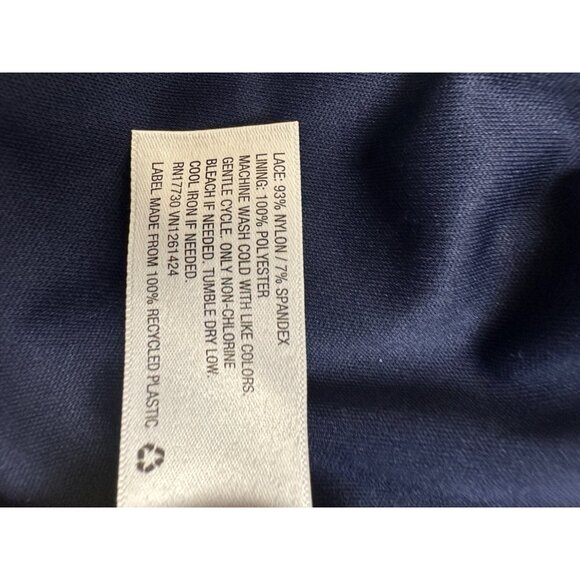 LACE: 93% NYLON / 7% SPANDEX
LINING: 100% POLYESTER
MACHINE WASH COLD WITH LIKE COLORS.
GENTLE CYCLE. ONLY NON-CHLORINE
BLEACH IF NEEDED. TUMBLE DRY LOW.
COOL IRON IF NEEDED.
RN17730 VN1261424
LABEL MADE FROM 100% RECYCLED PLASTIC